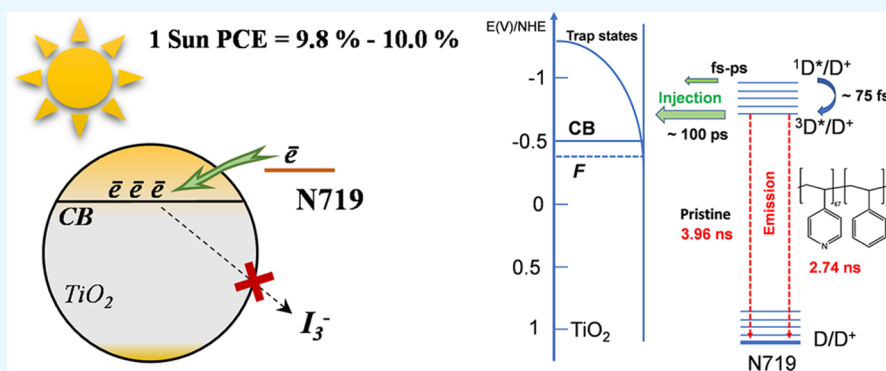 1 Sun PCE = 9.8 % - 10.0 %
ē
ē ē ē
N719
CB
TiO₂
I₃⁻
E(V)/NHE
Trap states
-1
-0.5
0
0.5
1
CB
F
TiO₂
fs-ps
Injection
~ 100 ps
¹D*/D⁺
~ 75 fs
³D*/D⁺
Pristine
3.96 ns
Emission
67
N
2.74 ns
D/D⁺
N719